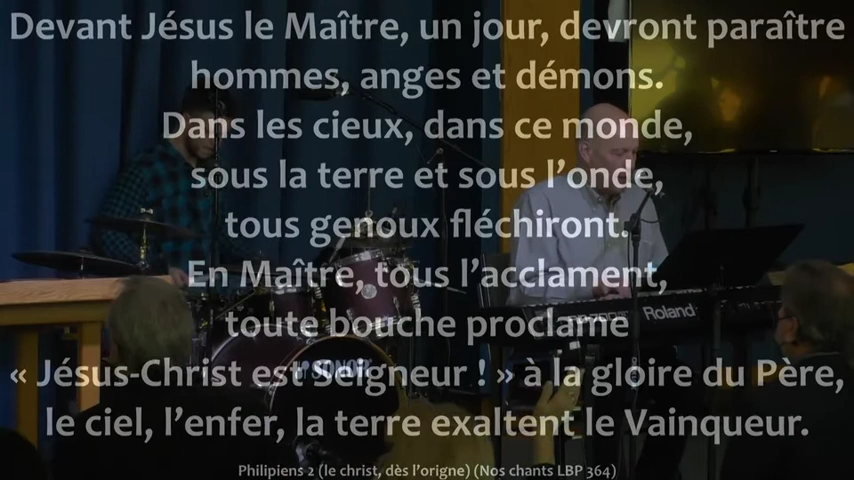 Devant Jésus le Maître, un jour, devront paraître
hommes, anges et démons.
Dans les cieux, dans ce monde,
sous la terre et sous l'onde,
tous genoux fléchiront.
En Maître, tous l'acclament,
toute bouche proclame
« Jésus-Christ est Seigneur ! » à la gloire du Père,
le ciel, l'enfer, la terre exaltent le Vainqueur.
Philipiens 2 (le christ, dès l'origne) (Nos chants LBP 364)
Roland
SONOR